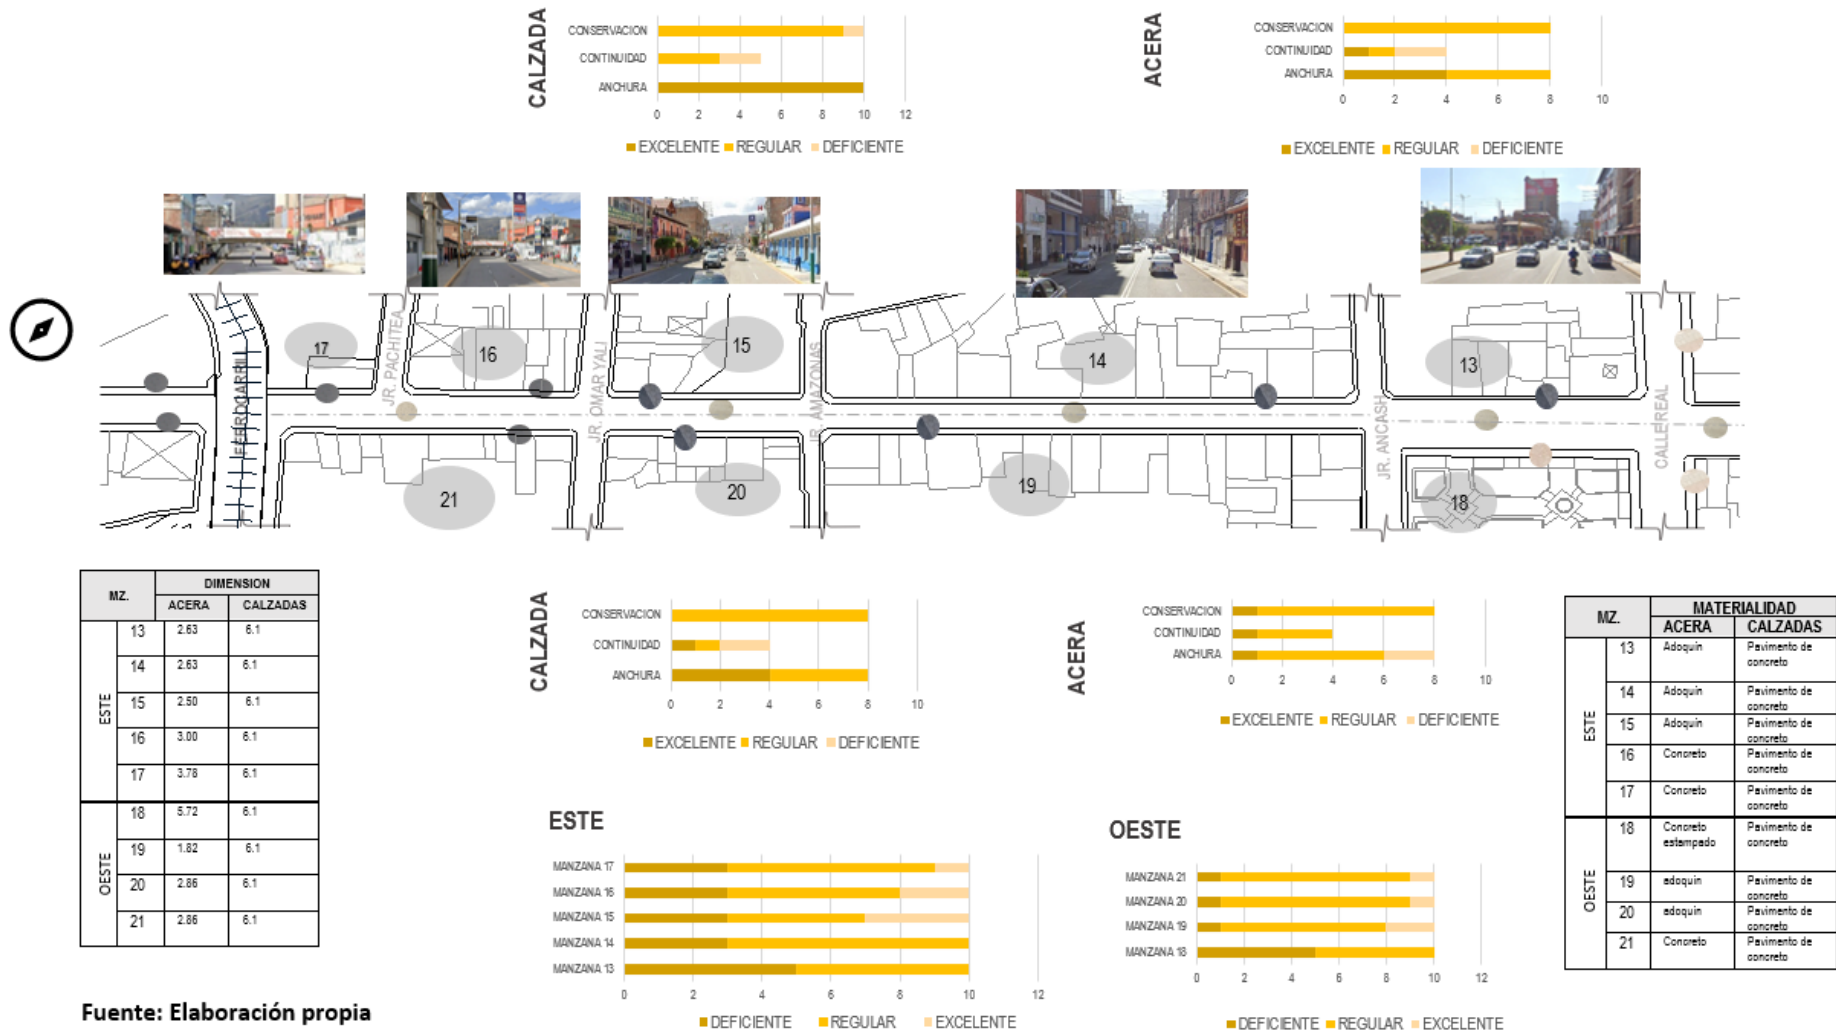 CALZADA
CONSERVACION
CONTINUIDAD
ANCHURA
0 2 4 6 8 10 12
EXCELENTE REGULAR DEFICIENTE
ACERA
CONSERVACION
CONTINUIDAD
ANCHURA
0 2 4 6 8 10
EXCELENTE REGULAR DEFICIENTE
17
16
15
14
13
FERROCARRIL
JR. PACHITEA
JR. OMAR YALI
JR. AMAZONAS
JR. ANCASH
CALLE REAL
21
20
19
18
MZ. DIMENSION
ACERA CALZADAS
ESTE
13 2.63 6.1
14 2.63 6.1
15 2.50 6.1
16 3.00 6.1
17 3.78 6.1
OESTE
18 5.72 6.1
19 1.82 6.1
20 2.86 6.1
21 2.86 6.1
CALZADA
CONSERVACION
CONTINUIDAD
ANCHURA
0 2 4 6 8 10
EXCELENTE REGULAR DEFICIENTE
ACERA
CONSERVACION
CONTINUIDAD
ANCHURA
0 2 4 6 8 10
EXCELENTE REGULAR DEFICIENTE
MZ. MATERIALIDAD
ACERA CALZADAS
ESTE
13 Adoquin Pavimento de
concreto
14 Adoquin Pavimento de
concreto
15 Adoquin Pavimento de
concreto
16 Concreto Pavimento de
concreto
17 Concreto Pavimento de
concreto
OESTE
18 Concreto Pavimento de
estampado concreto
19 adoquin Pavimento de
concreto
20 adoquin Pavimento de
concreto
21 Concreto Pavimento de
concreto
ESTE
MANZANA 17
MANZANA 16
MANZANA 15
MANZANA 14
MANZANA 13
0 2 4 6 8 10 12
DEFICIENTE REGULAR EXCELENTE
OESTE
MANZANA 21
MANZANA 20
MANZANA 19
MANZANA 18
0 2 4 6 8 10 12
DEFICIENTE REGULAR EXCELENTE
Fuente: Elaboración propia